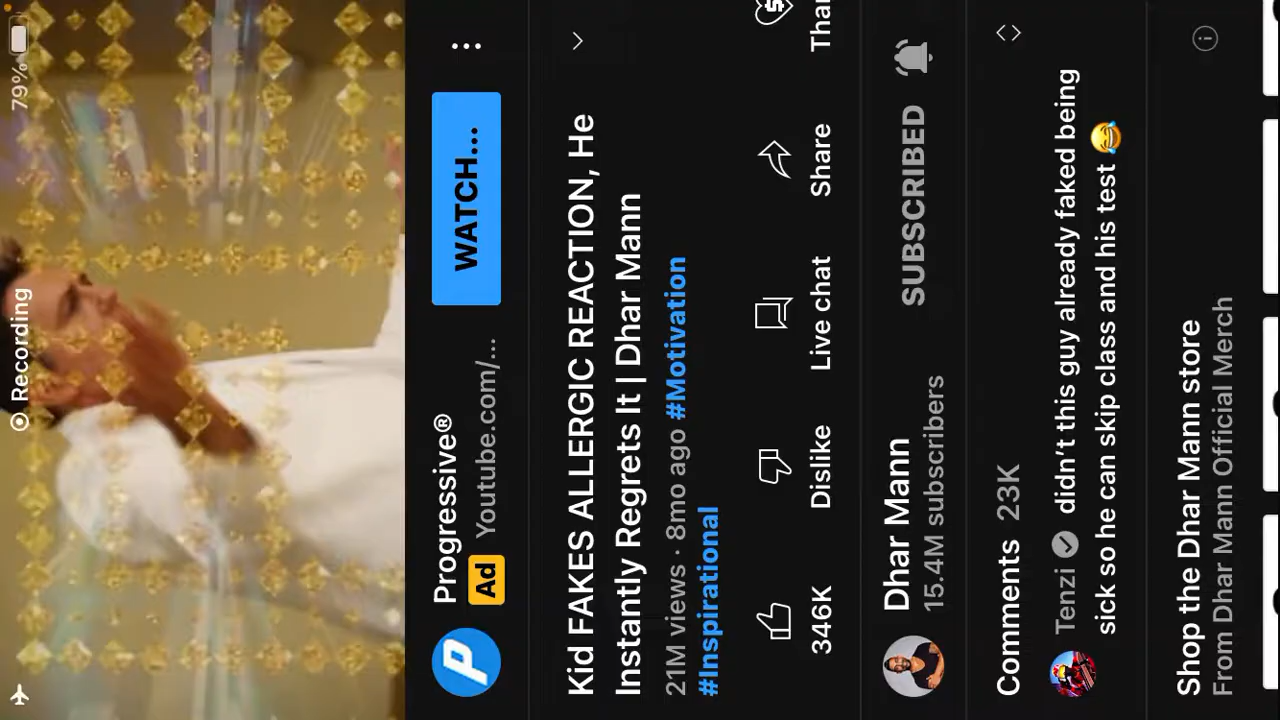 Recording
79%
Progressive®
Ad Youtube.com/...
WATCH...
Kid FAKES ALLERGIC REACTION, He
Instantly Regrets It | Dhar Mann
21M views · 8mo ago #Motivation
#Inspirational
346K
Dislike
Live chat
Share
Dhar Mann
15.4M subscribers
SUBSCRIBED
Comments 23K
Tenzi didn't this guy already faked being
sick so he can skip class and his test 😂
Shop the Dhar Mann store
From Dhar Mann Official Merch